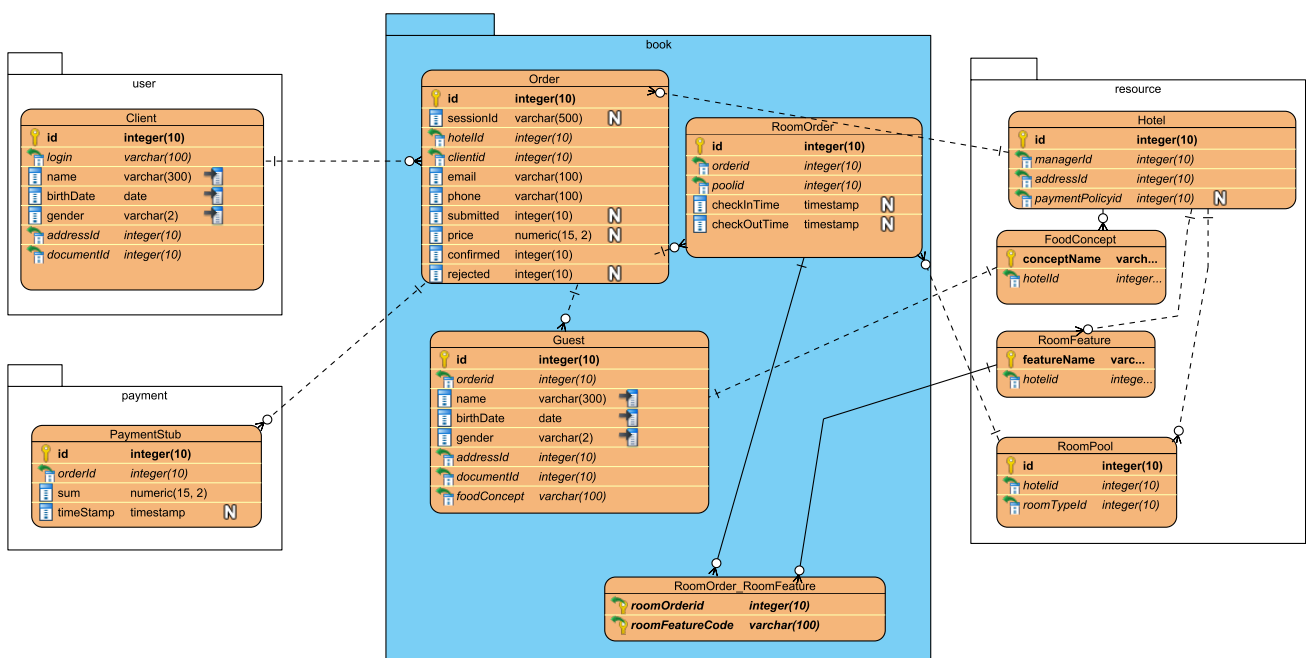 user
Client
id integer(10)
login varchar(100)
name varchar(300)
birthDate date
gender varchar(2)
addressId integer(10)
documentId integer(10)
payment
PaymentStub
id integer(10)
orderId integer(10)
sum numeric(15, 2)
timeStamp timestamp N
book
Order
id integer(10)
sessionId varchar(500) N
hotelId integer(10)
clientid integer(10)
email varchar(100)
phone varchar(100)
submitted integer(10) N
price numeric(15, 2) N
confirmed integer(10)
rejected integer(10) N
RoomOrder
id integer(10)
orderid integer(10)
poolid integer(10)
checkInTime timestamp N
checkOutTime timestamp N
Guest
id integer(10)
orderid integer(10)
name varchar(300)
birthDate date
gender varchar(2)
addressId integer(10)
documentId integer(10)
foodConcept varchar(100)
RoomOrder_RoomFeature
roomOrderid integer(10)
roomFeatureCode varchar(100)
resource
Hotel
id integer(10)
managerId integer(10)
addressId integer(10)
paymentPolicyid integer(10) N
FoodConcept
conceptName varch...
hotelId integer...
RoomFeature
featureName varc...
hotelid intege...
RoomPool
id integer(10)
hotelid integer(10)
roomTypeId integer(10)